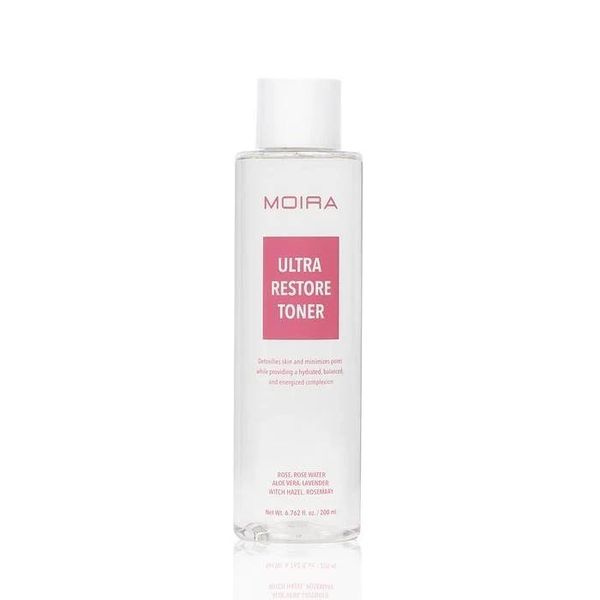 MOIRA
ULTRA
RESTORE
TONER
Detoxifies skin and minimizes pores
while providing a hydrated, balanced,
and energized complexion
ROSE, ROSE WATER
ALOE VERA, LAVENDER
WITCH HAZEL, ROSEMARY
Net Wt. 6.762 fl. oz. / 200 ml